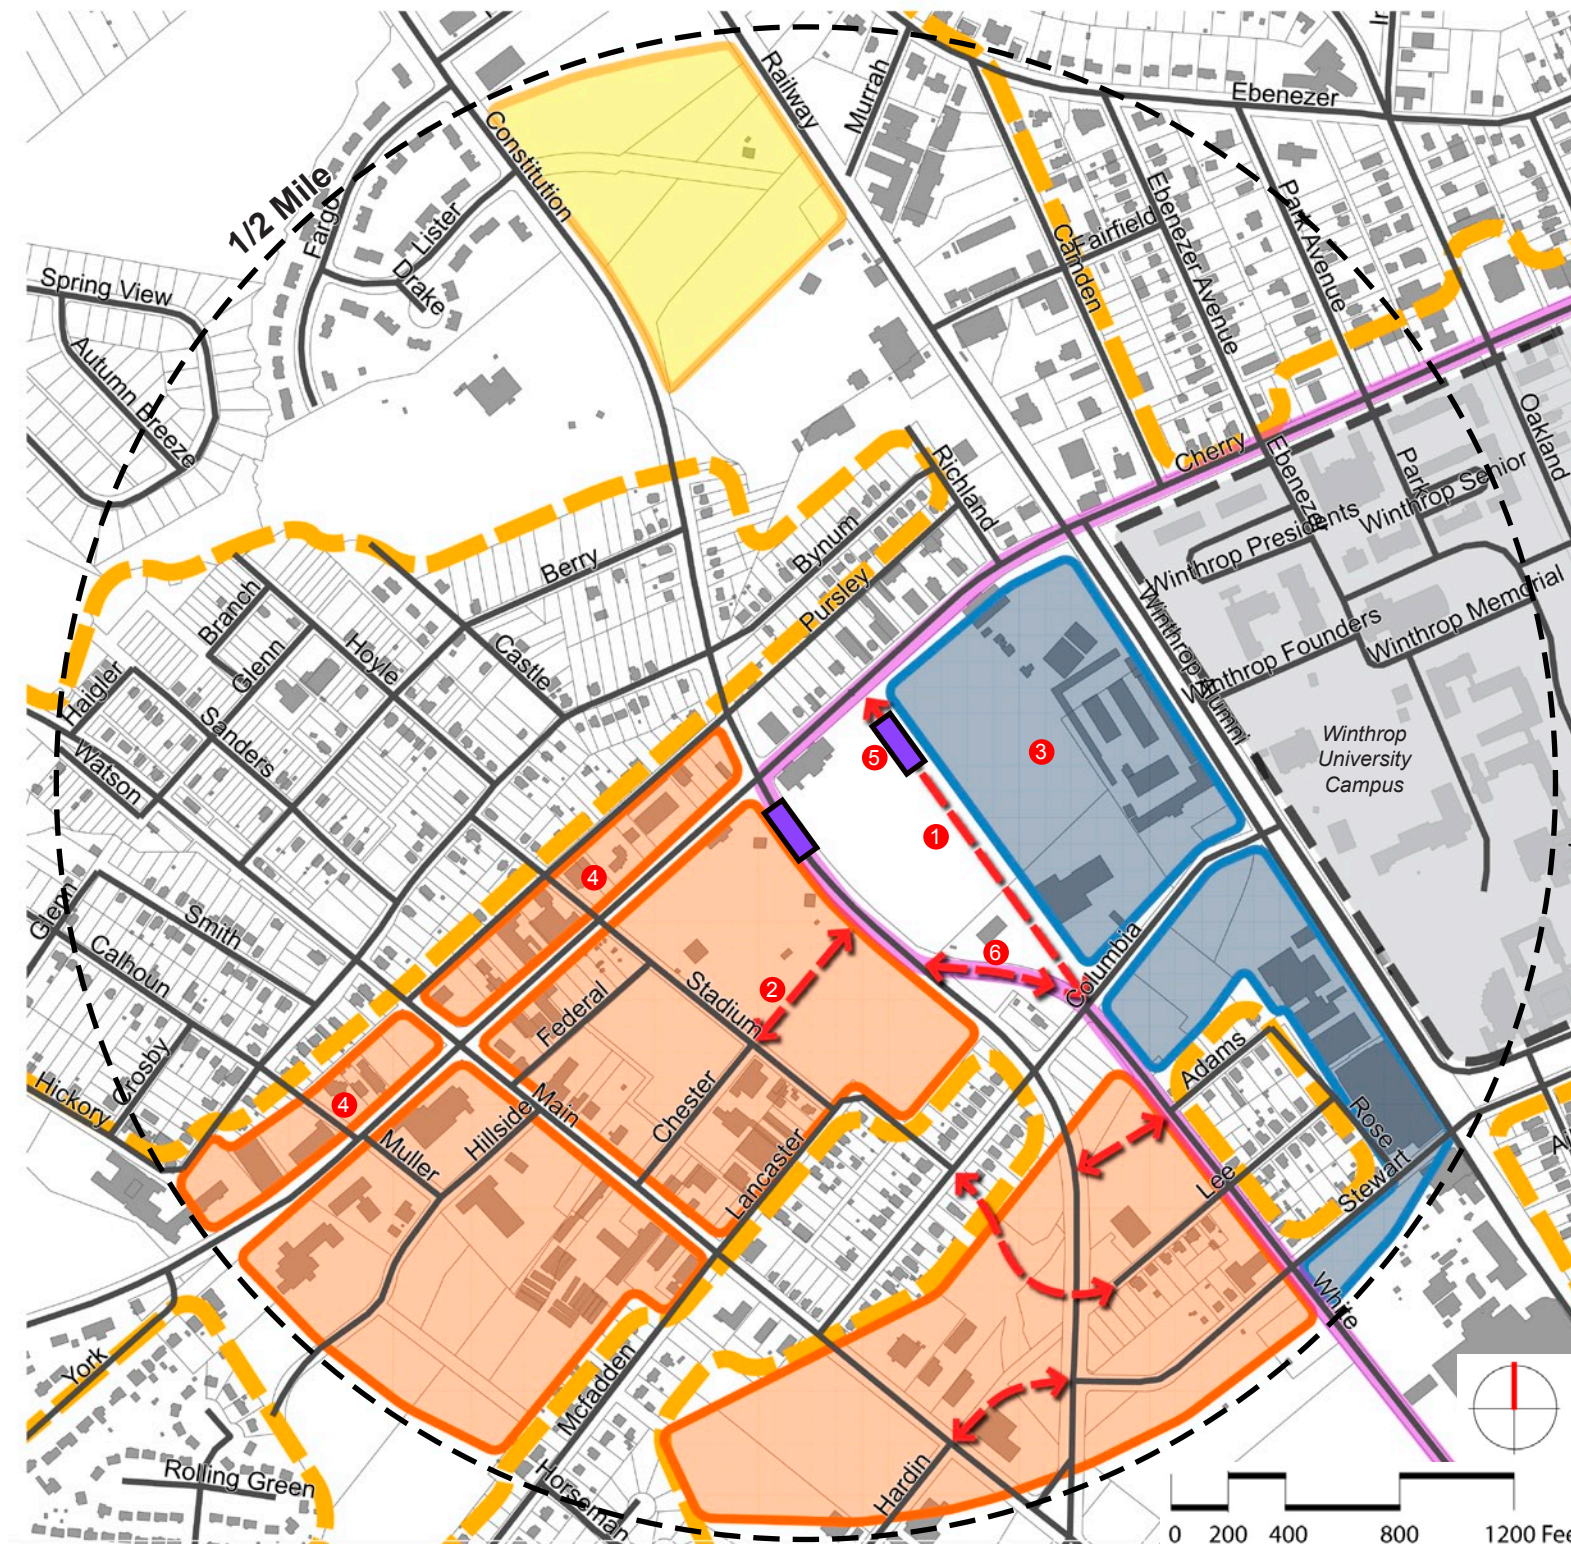 Railway
Murrah
Ebenezer
Constitution
1/2 Mile
Fargo
Lister
Drake
Fairfield
Camden
Ebenezer Avenue
Park Avenue
Spring View
Autumn Breeze
Oakland
Cherry
Richland
Ebenezer
Park
Winthrop Senior
Winthrop Presidents
Bynum
Berry
Pursley
Branch
Glenn
Hoyle
Castle
Winthrop Alumni
Winthrop Founders
Winthrop Memorial
Haigler
Sanders
Watson
Winthrop
University
Campus
5
3
1
4
Glenn
Smith
Calhoun
6
2
Columbia
Stadium
Federal
Crosby
Hickory
4
Main
Chester
Adams
Rose
Muller
Hillside
Lancaster
Lee
Stewart
White
York
Mcfadden
Rolling Green
Horseman
Hardin
0 200 400 800 1200 Fee